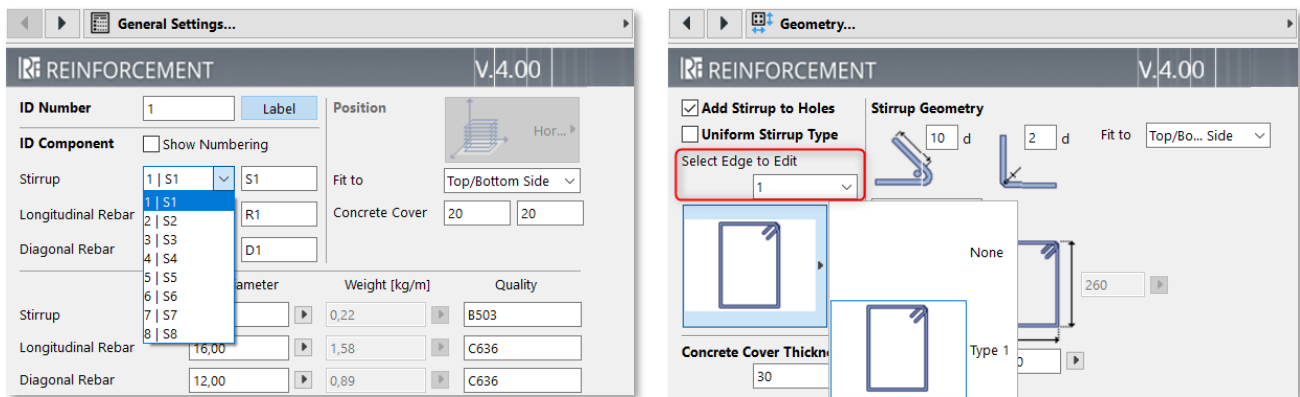 General Settings...
REINFORCEMENT V.4.00
ID Number 1 Label Position
Hor...
ID Component Show Numbering
Stirrup 1 | S1 S1 Fit to Top/Bottom Side
1 | S1
2 | S2
3 | S3
4 | S4
5 | S5
6 | S6
7 | S7
8 | S8
Longitudinal Rebar R1 Concrete Cover 20 20
Diagonal Rebar D1
Weight [kg/m] Quality
Stirrup 0,22 B503
Longitudinal Rebar 16,00 1,58 C636
Diagonal Rebar 12,00 0,89 C636
Geometry...
REINFORCEMENT V.4.00
Add Stirrup to Holes Stirrup Geometry
Uniform Stirrup Type 10 d 2 d Fit to Top/Bo... Side
Select Edge to Edit
1
None
260
Type 1
Concrete Cover
30